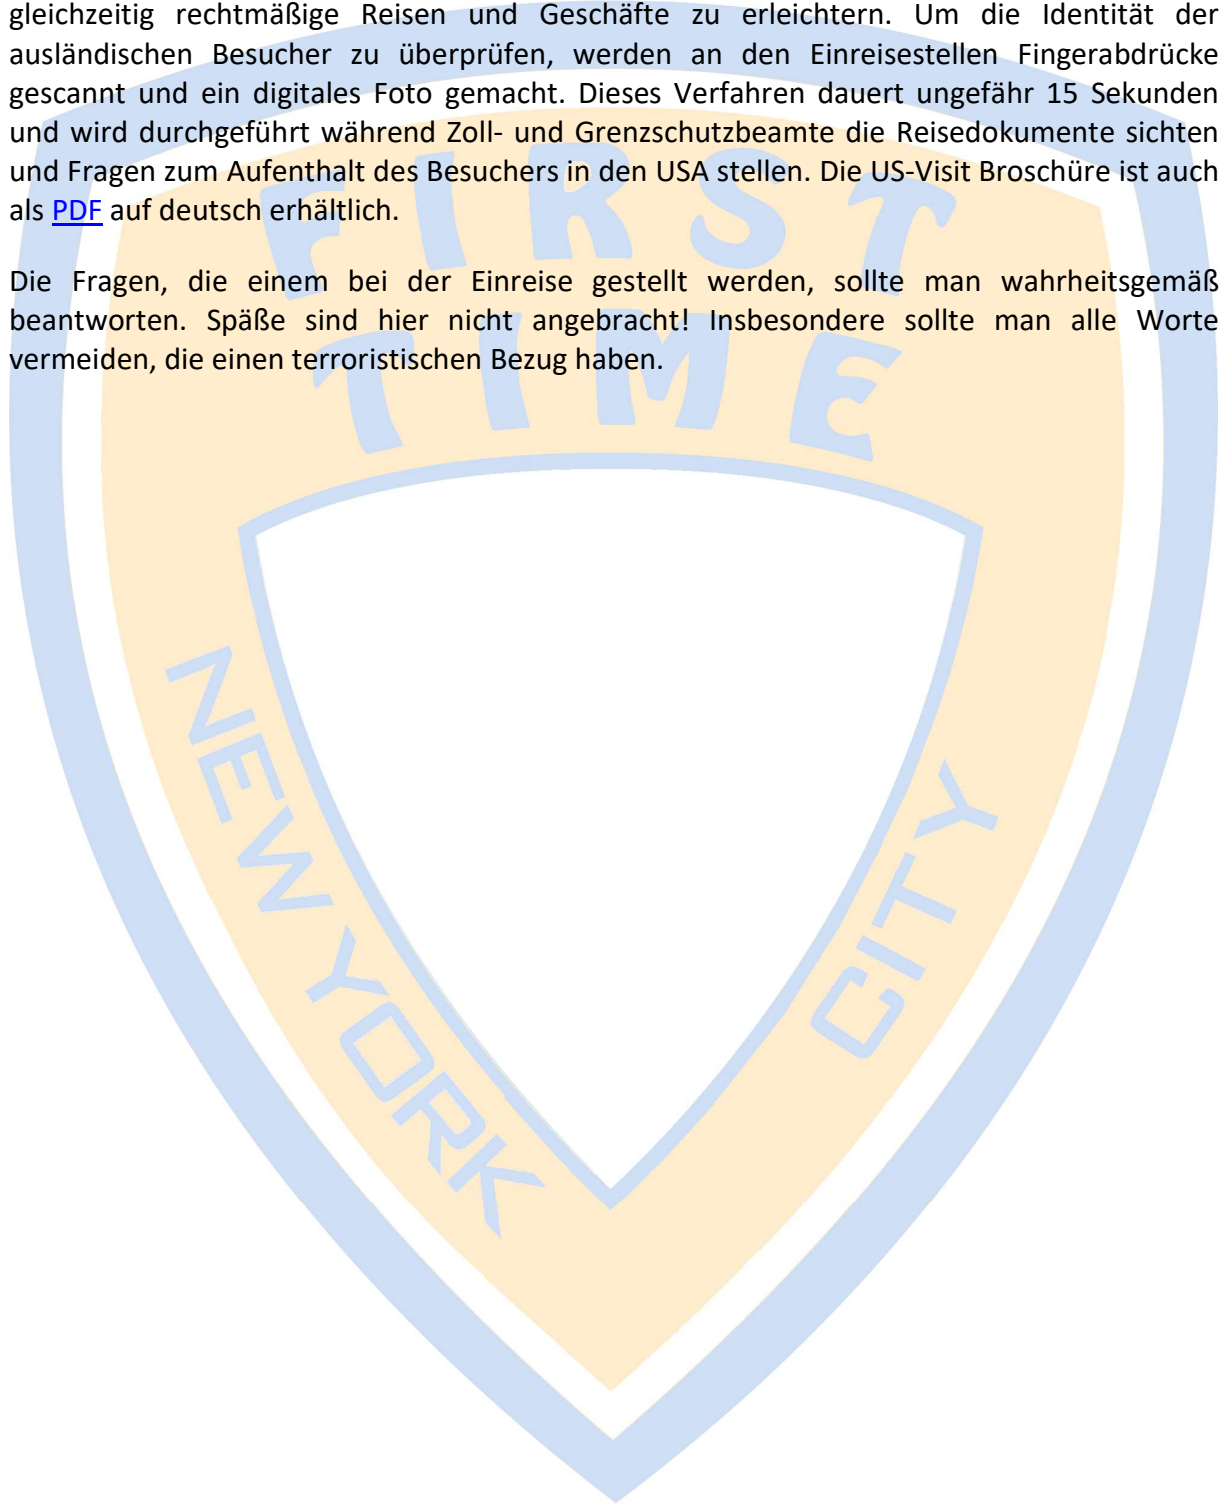 gleichzeitig rechtmäßige Reisen und Geschäfte zu erleichtern. Um die Identität der
ausländischen Besucher zu überprüfen, werden an den Einreisestellen Fingerabdrücke
gescannt und ein digitales Foto gemacht. Dieses Verfahren dauert ungefähr 15 Sekunden
und wird durchgeführt während Zoll- und Grenzschutzbeamte die Reisedokumente sichten
und Fragen zum Aufenthalt des Besuchers in den USA stellen. Die US-Visit Broschüre ist auch
als PDF auf deutsch erhältlich.
Die Fragen, die einem bei der Einreise gestellt werden, sollte man wahrheitsgemäß
beantworten. Späße sind hier nicht angebracht! Insbesondere sollte man alle Worte
vermeiden, die einen terroristischen Bezug haben.
FIRST
TIME
NEW YORK
CITY